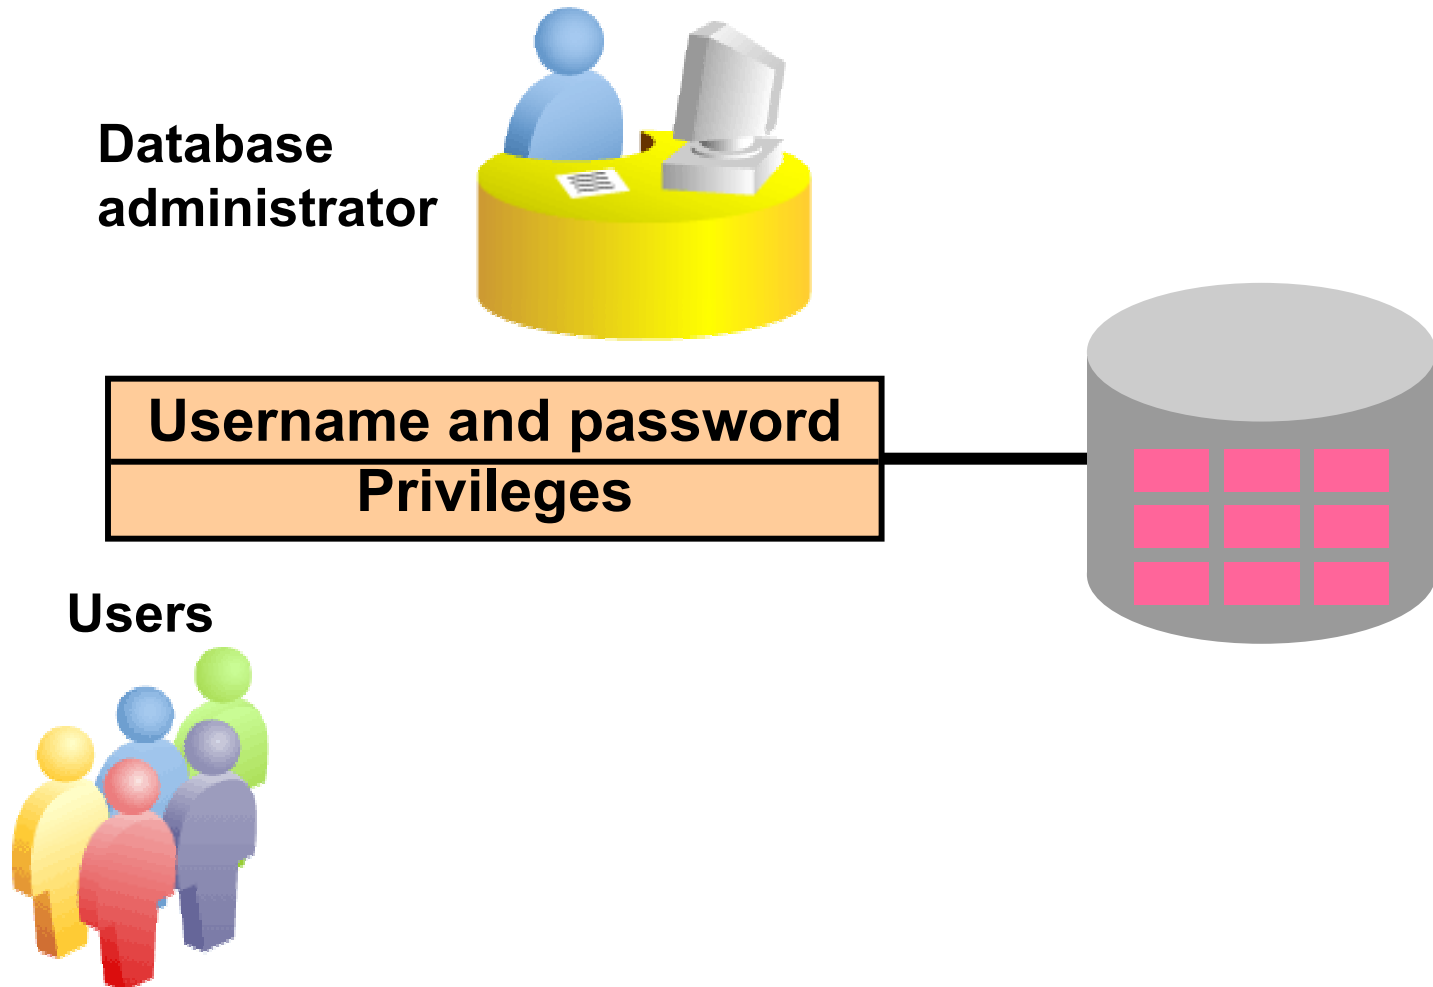 Database
administrator
Username and password
Privileges
Users